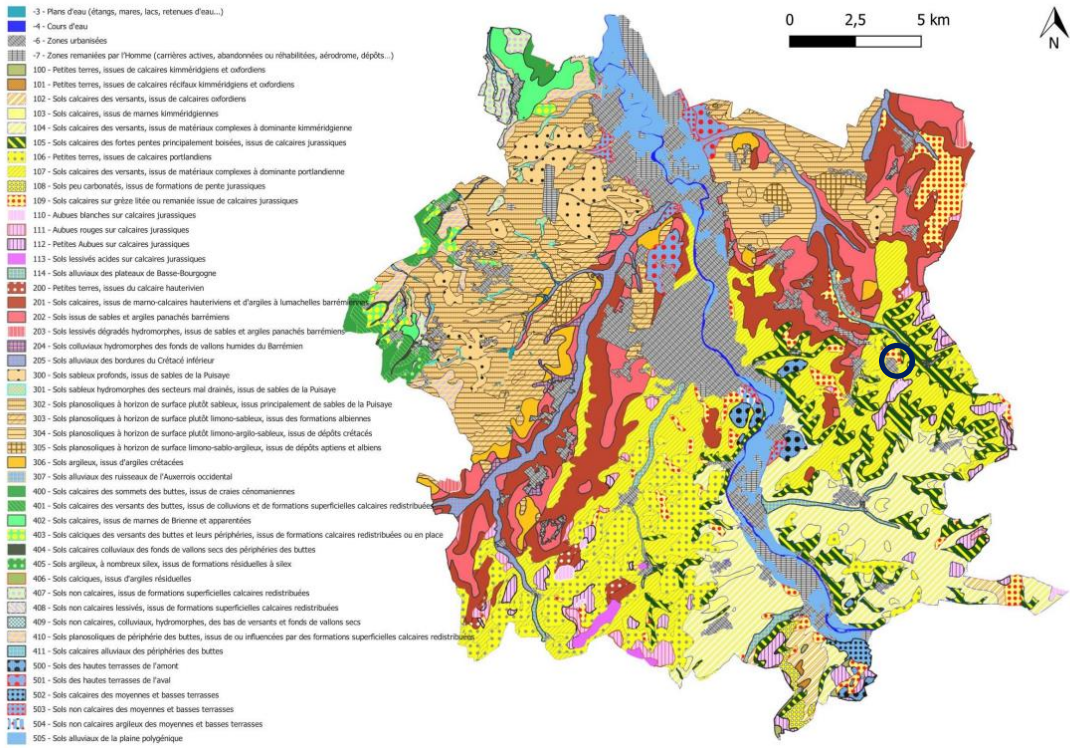 -3 - Plans d'eau (étangs, mares, lacs, retenues d'eau...)
-4 - Cours d'eau
-6 - Zones urbanisées
-7 - Zones remaniées par l'Homme (carrières actives, abandonnées ou réhabilitées, aérodrome, dépôts...)
100 - Petites terres, issues de calcaires kimméridgiens et oxfordiens
101 - Petites terres, issues de calcaires récifaux kimméridgiens et oxfordiens
102 - Sols calcaires des versants, issus de calcaires oxfordiens
103 - Sols calcaires, issus de marnes kimméridgiennes
104 - Sols calcaires des versants, issus de matériaux complexes à dominante kimméridgienne
105 - Sols calcaires des fortes pentes principalement boisées, issus de calcaires jurassiques
106 - Petites terres, issues de calcaires portlandiens
107 - Sols calcaires des versants, issus de matériaux complexes à dominante portlandienne
108 - Sols peu carbonatés, issus de formations de pente jurassiques
109 - Sols calcaires sur grèze litée ou remaniée issue de calcaires jurassiques
110 - Aubues blanches sur calcaires jurassiques
111 - Aubues rouges sur calcaires jurassiques
112 - Petites Aubues sur calcaires jurassiques
113 - Sols lessivés acides sur calcaires jurassiques
114 - Sols alluviaux des plateaux de Basse-Bourgogne
200 - Petites terres, issues du calcaire hauterivien
201 - Sols calcaires, issus de marno-calcaires hauteriviens et d'argiles à lumachelles barrémiennes
202 - Sols issus de sables et argiles panachés barrémiens
203 - Sols lessivés dégradés hydromorphes, issus de sables et argiles panachés barrémiens
204 - Sols colluviaux hydromorphes des fonds de vallons humides du Barrémien
205 - Sols alluviaux des bordures du Crétacé inférieur
300 - Sols sableux profonds, issus de sables de la Puisaye
301 - Sols sableux hydromorphes des secteurs mal drainés, issus de sables de la Puisaye
302 - Sols planosoliques à horizon de surface plutôt sableux, issus principalement de sables de la Puisaye
303 - Sols planosoliques à horizon de surface plutôt limono-sableux, issus des formations albiennes
304 - Sols planosoliques à horizon de surface plutôt limono-argilo-sableux, issus de dépôts crétacés
305 - Sols planosoliques à horizon de surface limono-sablo-argileux, issus de dépôts aptiens et albiens
306 - Sols argileux, issus d'argiles crétacées
307 - Sols alluviaux des ruisseaux de l'Auxerrois occidental
400 - Sols calcaires des sommets des buttes, issus de craies cénomaniennes
401 - Sols calcaires des versants des buttes, issus de colluvions et de formations superficielles calcaires redistribuées
402 - Sols calcaires, issus de marnes de Brienne et apparentées
403 - Sols calciques des versants des buttes et leurs périphéries, issus de formations calcaires redistribuées ou en place
404 - Sols calcaires colluviaux des fonds de vallons secs des périphéries des buttes
405 - Sols argileux, à nombreux silex, issus de formations résiduelles à silex
406 - Sols calciques, issus d'argiles résiduelles
407 - Sols non calcaires, issus de formations superficielles calcaires redistribuées
408 - Sols non calcaires lessivés, issus de formations superficielles calcaires redistribuées
409 - Sols non calcaires, colluviaux, hydromorphes, des bas de versants et fonds de vallons secs
410 - Sols planosoliques de périphérie des buttes, issus de ou influencées par des formations superficielles calcaires redistribuées
411 - Sols calcaires alluviaux des périphéries des buttes
500 - Sols des hautes terrasses de l'amont
501 - Sols des hautes terrasses de l'aval
502 - Sols calcaires des moyennes et basses terrasses
503 - Sols non calcaires des moyennes et basses terrasses
504 - Sols non calcaires argileux des moyennes et basses terrasses
505 - Sols alluviaux de la plaine polygénique
0 2,5 5 km
N